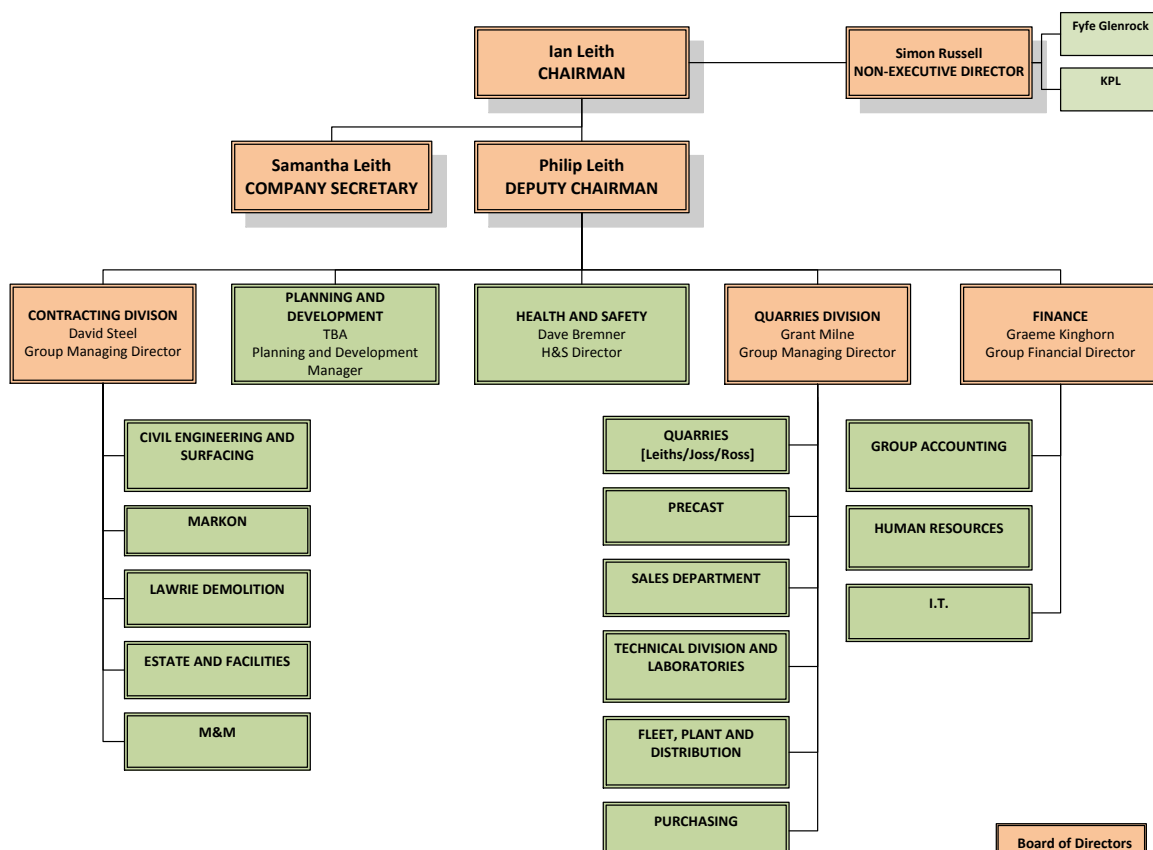 Ian Leith
CHAIRMAN
Simon Russell
NON-EXECUTIVE DIRECTOR
Fyfe Glenrock
KPL
Samantha Leith
COMPANY SECRETARY
Philip Leith
DEPUTY CHAIRMAN
CONTRACTING DIVISON
David Steel
Group Managing Director
PLANNING AND
DEVELOPMENT
TBA
Planning and Development
Manager
HEALTH AND SAFETY
Dave Bremner
H&S Director
QUARRIES DIVISION
Grant Milne
Group Managing Director
FINANCE
Graeme Kinghorn
Group Financial Director
CIVIL ENGINEERING AND
SURFACING
MARKON
LAWRIE DEMOLITION
ESTATE AND FACILITIES
M&M
QUARRIES
[Leiths/Joss/Ross]
PRECAST
SALES DEPARTMENT
TECHNICAL DIVISION AND
LABORATORIES
FLEET, PLANT AND
DISTRIBUTION
PURCHASING
GROUP ACCOUNTING
HUMAN RESOURCES
I.T.
Board of Directors